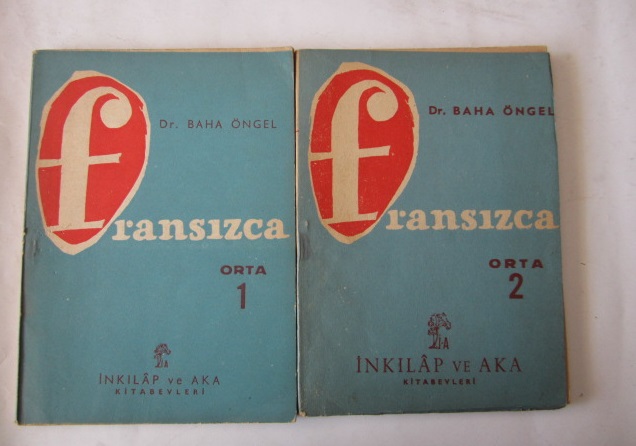 Dr. BAHA ÖNGEL
fransızca
ORTA
1
İNKILÂP ve AKA
KİTABEVLERİ
Dr. BAHA ÖNGEL
fransızca
ORTA
2
İNKILÂP VE AKA
KİTABEVLERİ